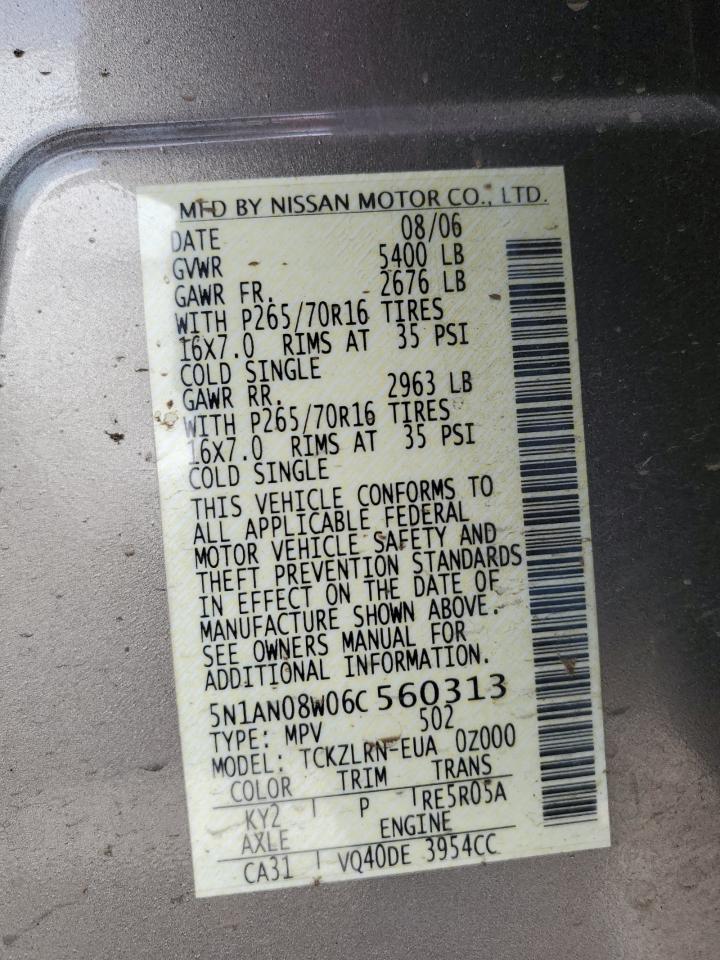 MFD BY NISSAN MOTOR CO., LTD.
DATE 08/06
GVWR 5400 LB
GAWR FR. 2676 LB
WITH P265/70R16 TIRES
16X7.0 RIMS AT 35 PSI
COLD SINGLE
GAWR RR. 2963 LB
WITH P265/70R16 TIRES
16X7.0 RIMS AT 35 PSI
COLD SINGLE
THIS VEHICLE CONFORMS TO
ALL APPLICABLE FEDERAL
MOTOR VEHICLE SAFETY AND
THEFT PREVENTION STANDARDS
IN EFFECT ON THE DATE OF
MANUFACTURE SHOWN ABOVE.
SEE OWNERS MANUAL FOR
ADDITIONAL INFORMATION.
5N1AN08W06C 560313
TYPE: MPV 502
MODEL: TCKZLRN-EUA 0Z000
COLOR TRIM TRANS
KY2 P RE5R05A
AXLE ENGINE
CA31 VQ40DE 3954CC